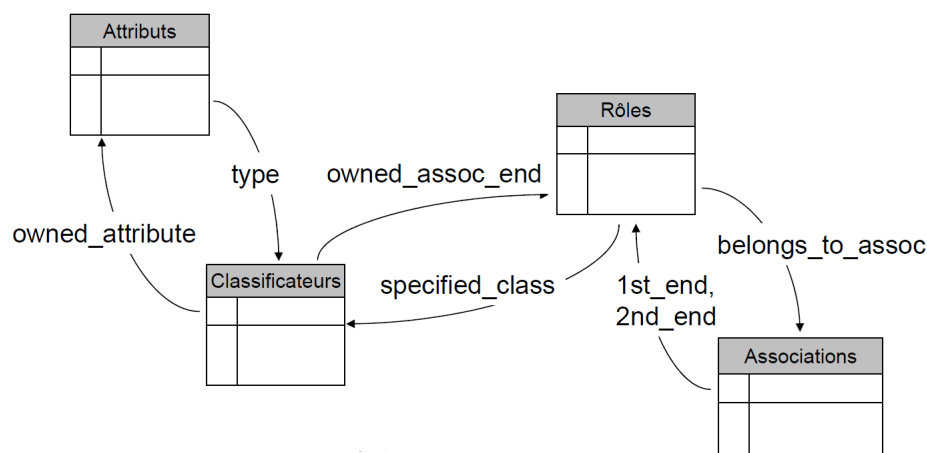 Attributs
Rôles
type
owned_assoc_end
owned_attribute
belongs_to_assoc
Classificateurs
specified_class
1st_end,
2nd_end
Associations